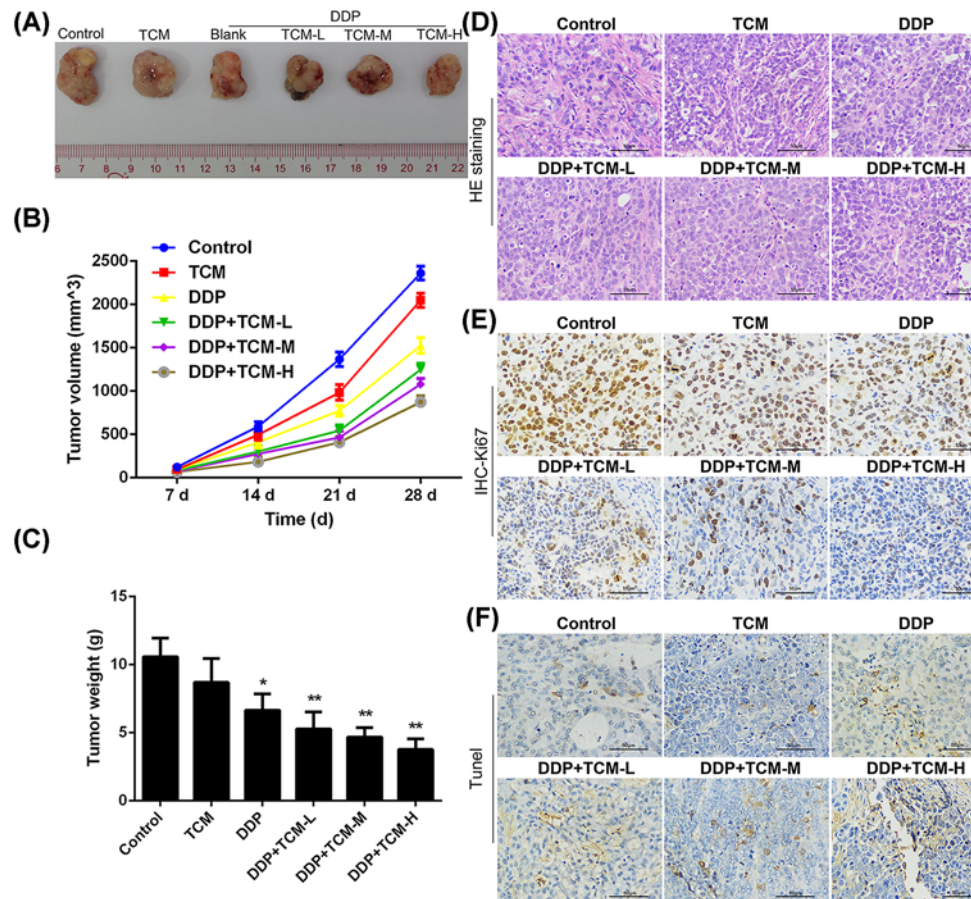 (A)
DDP
Control TCM Blank TCM-L TCM-M TCM-H
6 7 8 9 10 11 12 13 14 15 16 17 18 19 20 21 22
(B)
Control
TCM
DDP
DDP+TCM-L
DDP+TCM-M
DDP+TCM-H
Tumor volume (mm^3)
2500
2000
1500
1000
500
0
7 d 14 d 21 d 28 d
Time (d)
(C)
Tumor weight (g)
15
10
5
0
* ** ** **
Control TCM DDP DDP+TCM-L DDP+TCM-M DDP+TCM-H
(D)
HE staining
Control TCM DDP
DDP+TCM-L DDP+TCM-M DDP+TCM-H
(E)
IHC-Ki67
Control TCM DDP
DDP+TCM-L DDP+TCM-M DDP+TCM-H
(F)
Tunel
Control TCM DDP
DDP+TCM-L DDP+TCM-M DDP+TCM-H